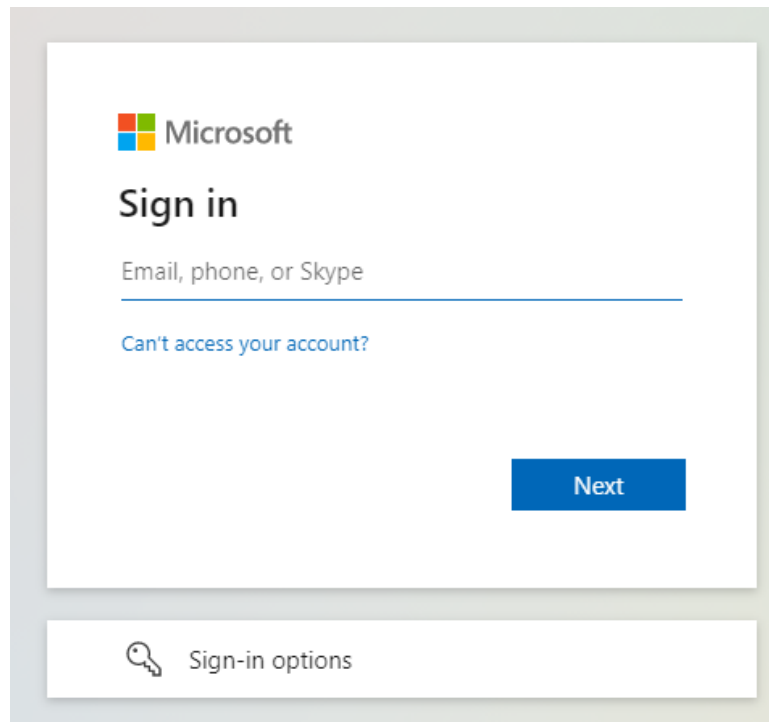 Microsoft
Sign in
Email, phone, or Skype
Can't access your account?
Next
Sign-in options